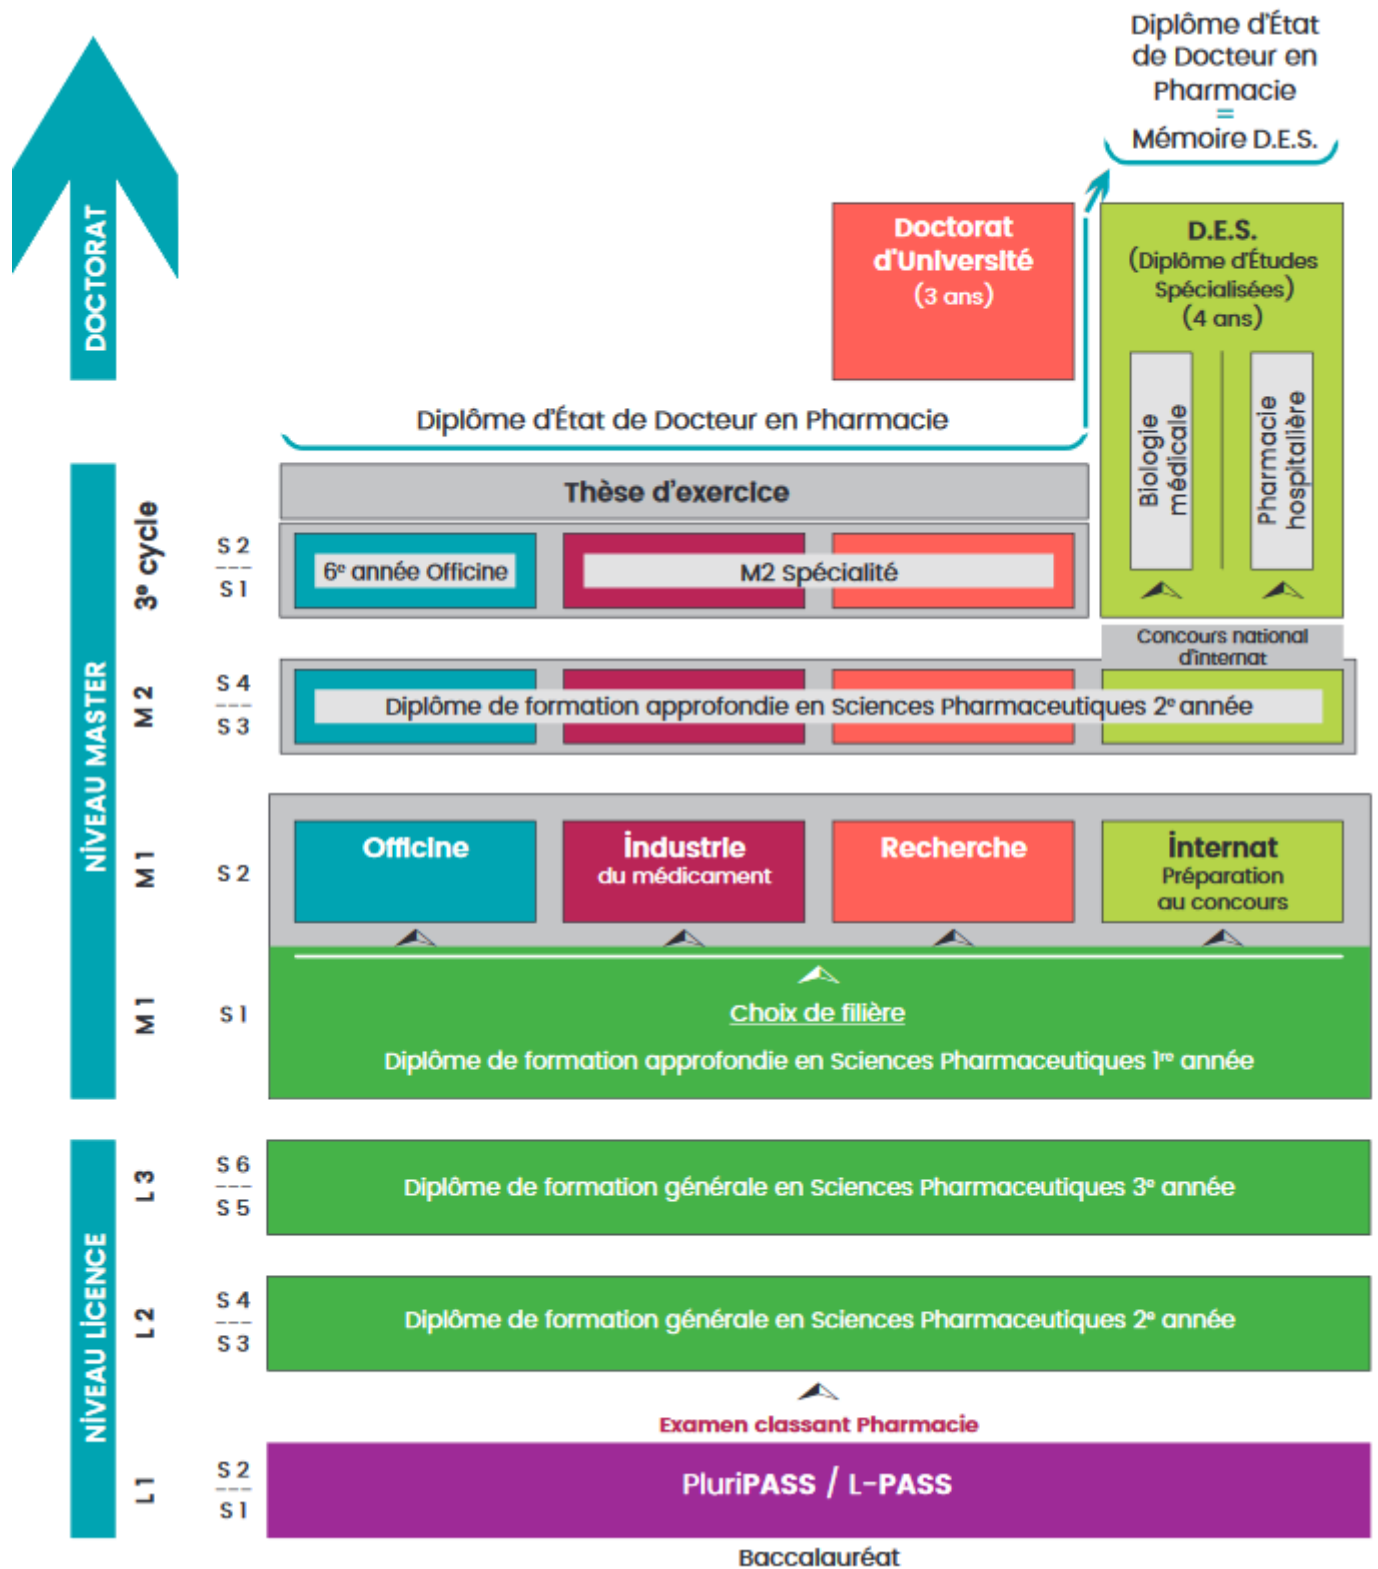 Diplôme d'État
de Docteur en
Pharmacie
=
Mémoire D.E.S.
DOCTORAT
Doctorat
d'Université
(3 ans)
D.E.S.
(Diplôme d'Études
Spécialisées)
(4 ans)
Biologie
médicale
Pharmacie
hospitalière
Diplôme d'État de Docteur en Pharmacie
NIVEAU MASTER
3e cycle
Thèse d'exercice
S 2
S 1
6e année Officine
M2 Spécialité
Concours national
d'internat
M 2
S 4
S 3
Diplôme de formation approfondie en Sciences Pharmaceutiques 2e année
M 1
S 2
Officine
Industrie
du médicament
Recherche
Internat
Préparation
au concours
M 1
S 1
Choix de filière
Diplôme de formation approfondie en Sciences Pharmaceutiques 1re année
NIVEAU LICENCE
L 3
S 6
S 5
Diplôme de formation générale en Sciences Pharmaceutiques 3e année
L 2
S 4
S 3
Diplôme de formation générale en Sciences Pharmaceutiques 2e année
Examen classant Pharmacie
L 1
S 2
S 1
PluriPASS / L-PASS
Baccalauréat